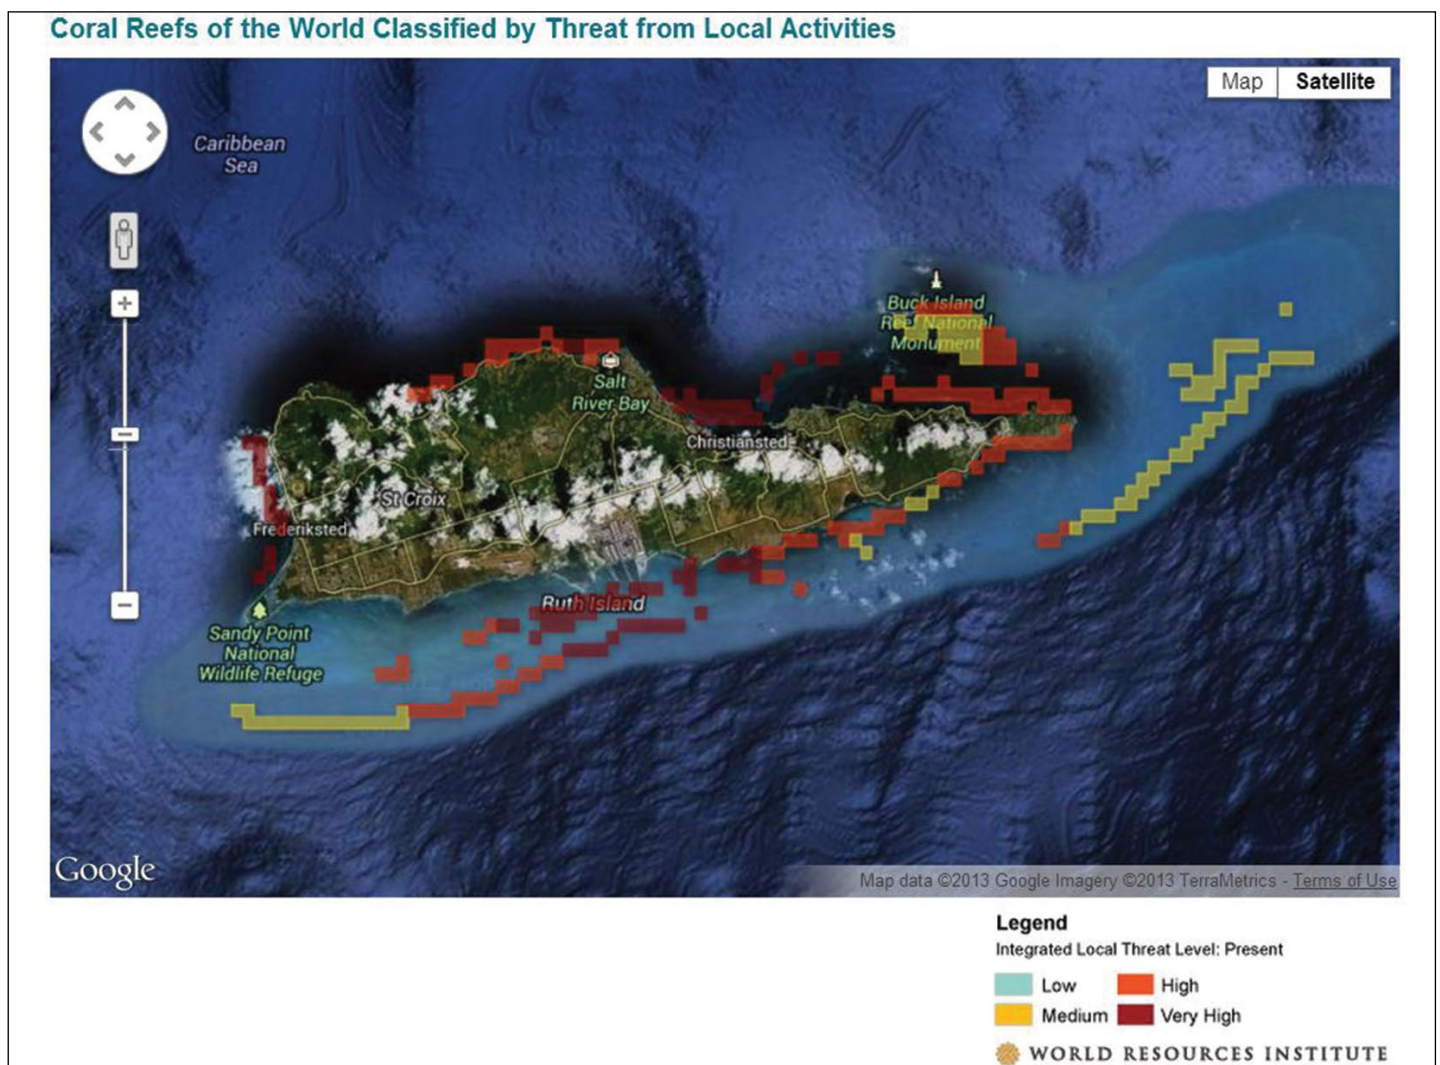 Coral Reefs of the World Classified by Threat from Local Activities
Map
Satellite
Caribbean
Sea
Buck Island
Reef National
Monument
Salt
River Bay
Christiansted
St Croix
Frederiksted
Ruth Island
Sandy Point
National
Wildlife Refuge
Google
Map data ©2013 Google Imagery ©2013 TerraMetrics - Terms of Use
Legend
Integrated Local Threat Level: Present
Low
High
Medium
Very High
WORLD RESOURCES INSTITUTE